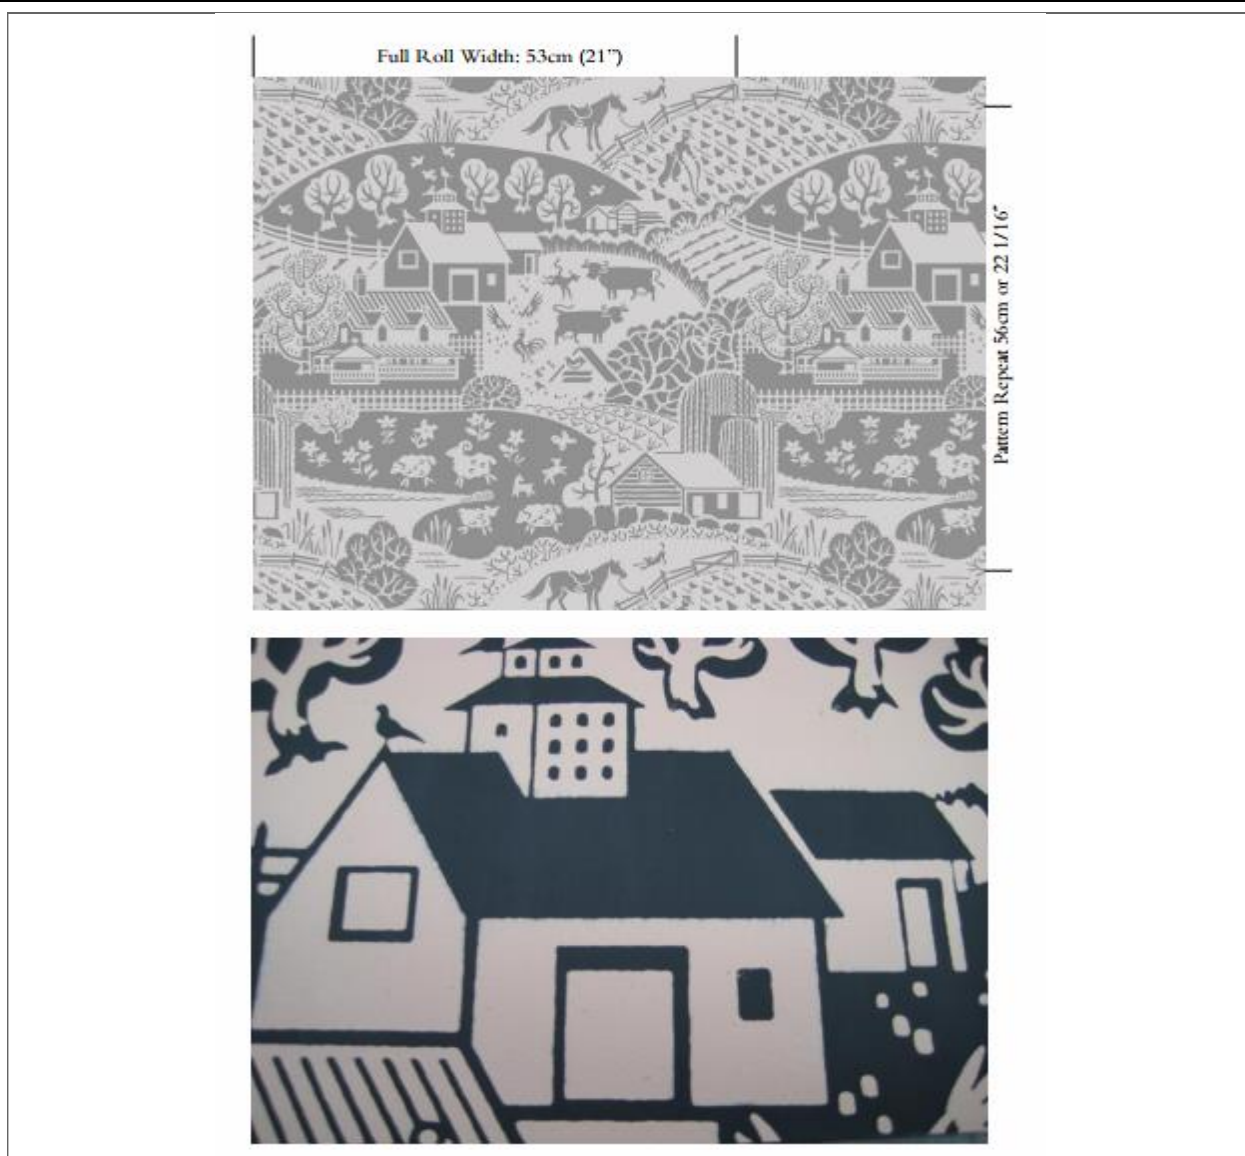 Full Roll Width: 53cm (21”)
Pattern Repeat 56cm or 22 1/16”